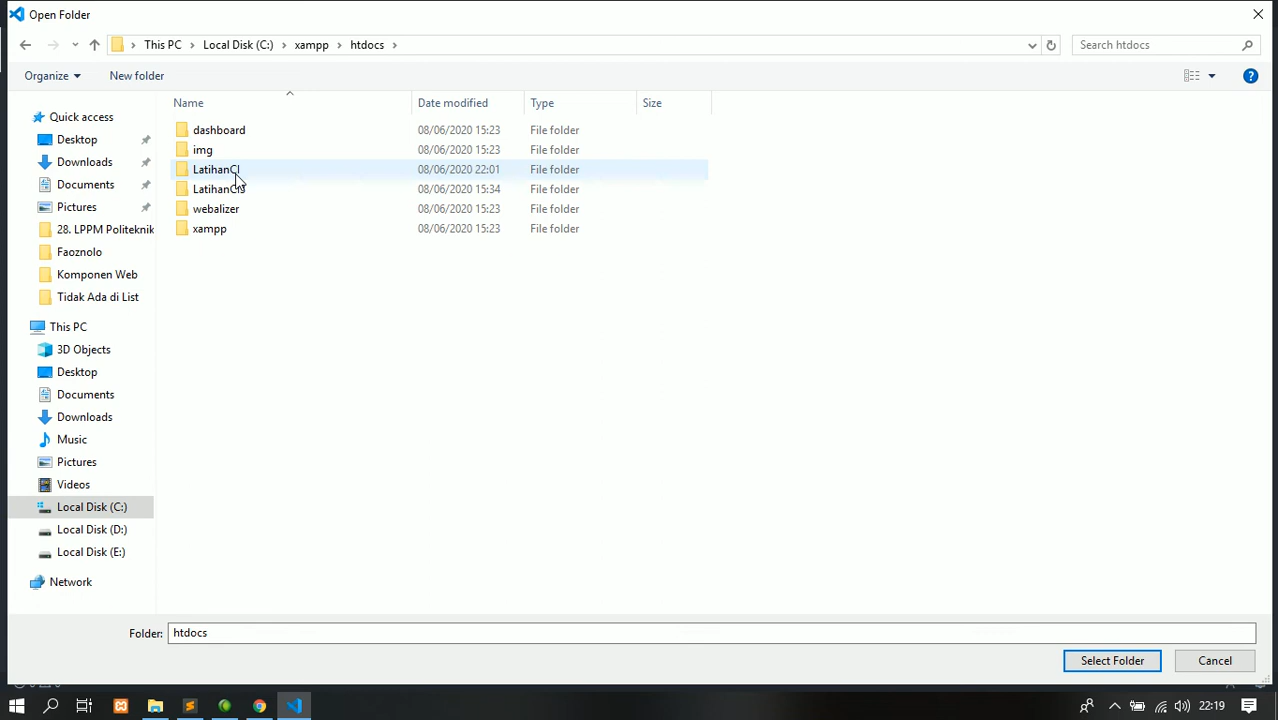 Open Folder
This PC
Local Disk (C:)
xampp
htdocs
Search htdocs
Organize
New folder
Name
Date modified
Type
Size
dashboard
08/06/2020 15:23
File folder
img
08/06/2020 15:23
File folder
LatihanCI
08/06/2020 22:01
File folder
08/06/2020 15:34
File folder
webalizer
08/06/2020 15:23
File folder
xampp
08/06/2020 15:23
File folder
Quick access
Desktop
Downloads
Documents
Pictures
28. LPPM Politeknik
Faoznolo
Komponen Web
Tidak Ada di List
This PC
3D Objects
Desktop
Documents
Downloads
Music
Pictures
Videos
Local Disk (C:)
Local Disk (D:)
Local Disk (E:)
Network
Folder:
htdocs
Select Folder
Cancel
22:19